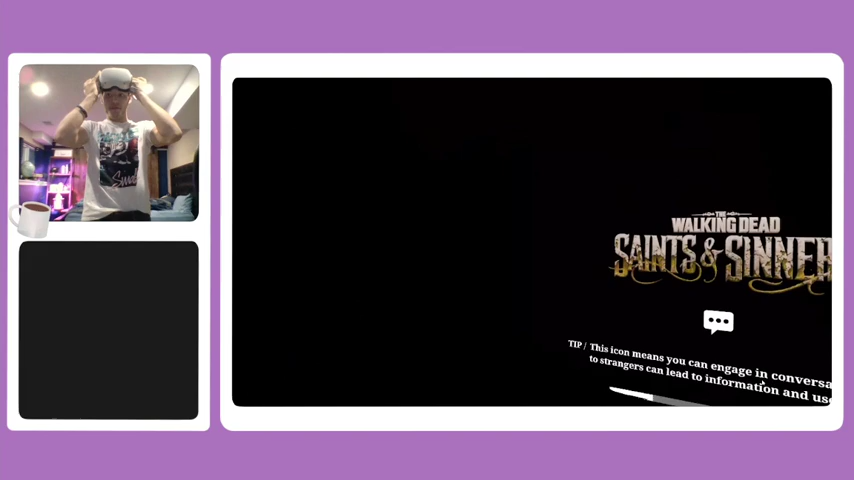 THE
WALKING DEAD
SAINTS & SINNER
TIP / This icon means you can engage in conversa
to strangers can lead to information and use